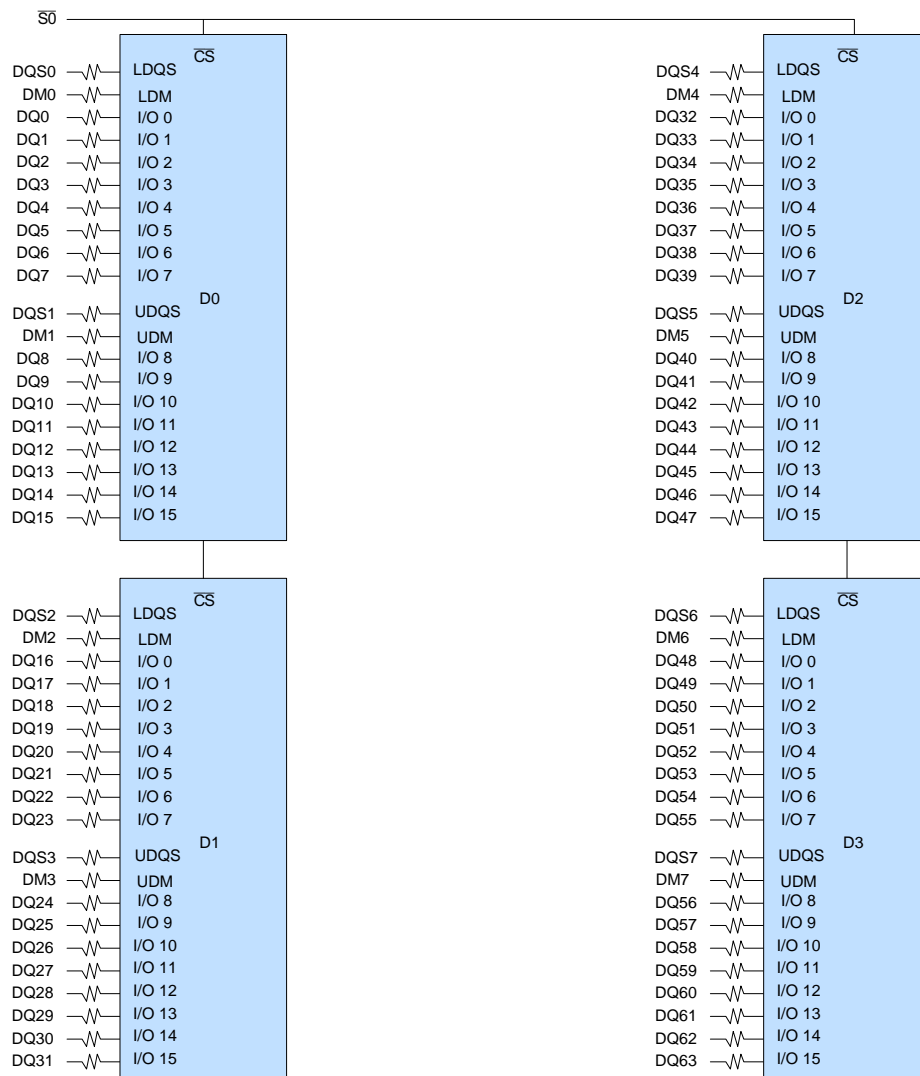 S0
CS
DQS0 LDQS
DM0 LDM
DQ0 I/O 0
DQ1 I/O 1
DQ2 I/O 2
DQ3 I/O 3
DQ4 I/O 4
DQ5 I/O 5
DQ6 I/O 6
DQ7 I/O 7
D0
DQS1 UDQS
DM1 UDM
DQ8 I/O 8
DQ9 I/O 9
DQ10 I/O 10
DQ11 I/O 11
DQ12 I/O 12
DQ13 I/O 13
DQ14 I/O 14
DQ15 I/O 15
CS
DQS2 LDQS
DM2 LDM
DQ16 I/O 0
DQ17 I/O 1
DQ18 I/O 2
DQ19 I/O 3
DQ20 I/O 4
DQ21 I/O 5
DQ22 I/O 6
DQ23 I/O 7
D1
DQS3 UDQS
DM3 UDM
DQ24 I/O 8
DQ25 I/O 9
DQ26 I/O 10
DQ27 I/O 11
DQ28 I/O 12
DQ29 I/O 13
DQ30 I/O 14
DQ31 I/O 15
CS
DQS4 LDQS
DM4 LDM
DQ32 I/O 0
DQ33 I/O 1
DQ34 I/O 2
DQ35 I/O 3
DQ36 I/O 4
DQ37 I/O 5
DQ38 I/O 6
DQ39 I/O 7
D2
DQS5 UDQS
DM5 UDM
DQ40 I/O 8
DQ41 I/O 9
DQ42 I/O 10
DQ43 I/O 11
DQ44 I/O 12
DQ45 I/O 13
DQ46 I/O 14
DQ47 I/O 15
CS
DQS6 LDQS
DM6 LDM
DQ48 I/O 0
DQ49 I/O 1
DQ50 I/O 2
DQ51 I/O 3
DQ52 I/O 4
DQ53 I/O 5
DQ54 I/O 6
DQ55 I/O 7
D3
DQS7 UDQS
DM7 UDM
DQ56 I/O 8
DQ57 I/O 9
DQ58 I/O 10
DQ59 I/O 11
DQ60 I/O 12
DQ61 I/O 13
DQ62 I/O 14
DQ63 I/O 15